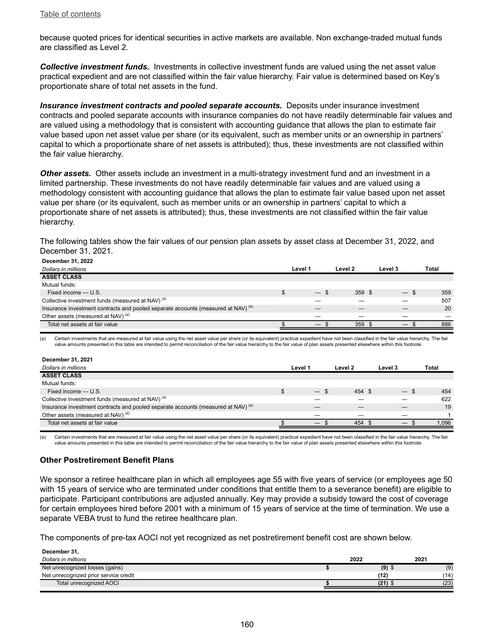 Table of contents
because quoted prices for identical securities in active markets are available. Non exchange-traded mutual funds
are classified as Level 2.
Collective investment funds. Investments in collective investment funds are valued using the net asset value
practical expedient and are not classified within the fair value hierarchy. Fair value is determined based on Key's
proportionate share of total net assets in the fund.
Insurance investment contracts and pooled separate accounts. Deposits under insurance investment
contracts and pooled separate accounts with insurance companies do not have readily determinable fair values and
are valued using a methodology that is consistent with accounting guidance that allows the plan to estimate fair
value based upon net asset value per share (or its equivalent, such as member units or an ownership in partners'
capital to which a proportionate share of net assets is attributed); thus, these investments are not classified within
the fair value hierarchy.
Other assets. Other assets include an investment in a multi-strategy investment fund and an investment in a
limited partnership. These investments do not have readily determinable fair values and are valued using a
methodology consistent with accounting guidance that allows the plan to estimate fair value based upon net asset
value per share (or its equivalent, such as member units or an ownership in partners' capital to which a
proportionate share of net assets is attributed); thus, these investments are not classified within the fair value
hierarchy.
The following tables show the fair values of our pension plan assets by asset class at December 31, 2022, and
December 31, 2021.
December 31, 2022
Dollars in millions Level 1 Level 2 Level 3 Total
ASSET CLASS
Mutual funds:
Fixed income — U.S. $ — $ 359 $ — $ 359
Collective investment funds (measured at NAV) (a) — — — 507
Insurance investment contracts and pooled separate accounts (measured at NAV) (a) — — — 20
Other assets (measured at NAV) (a) — — — —
Total net assets at fair value $ — $ 359 $ — $ 886
(a) Certain investments that are measured at fair value using the net asset value per share (or its equivalent) practical expedient have not been classified in the fair value hierarchy. The fair
value amounts presented in this table are intended to permit reconciliation of the fair value hierarchy to the fair value of plan assets presented elsewhere within this footnote.
December 31, 2021
Dollars in millions Level 1 Level 2 Level 3 Total
ASSET CLASS
Mutual funds:
Fixed income — U.S. $ — $ 454 $ — $ 454
Collective investment funds (measured at NAV) (a) — — — 622
Insurance investment contracts and pooled separate accounts (measured at NAV) (a) — — — 19
Other assets (measured at NAV) (a) — — — 1
Total net assets at fair value $ — $ 454 $ — $ 1,096
(a) Certain investments that are measured at fair value using the net asset value per share (or its equivalent) practical expedient have not been classified in the fair value hierarchy. The fair
value amounts presented in this table are intended to permit reconciliation of the fair value hierarchy to the fair value of plan assets presented elsewhere within this footnote.
Other Postretirement Benefit Plans
We sponsor a retiree healthcare plan in which all employees age 55 with five years of service (or employees age 50
with 15 years of service who are terminated under conditions that entitle them to a severance benefit) are eligible to
participate. Participant contributions are adjusted annually. Key may provide a subsidy toward the cost of coverage
for certain employees hired before 2001 with a minimum of 15 years of service at the time of termination. We use a
separate VEBA trust to fund the retiree healthcare plan.
The components of pre-tax AOCI not yet recognized as net postretirement benefit cost are shown below.
December 31,
Dollars in millions 2022 2021
Net unrecognized losses (gains) $ (9) $ (9)
Net unrecognized prior service credit (12) (14)
Total unrecognized AOCI $ (21) $ (23)
160